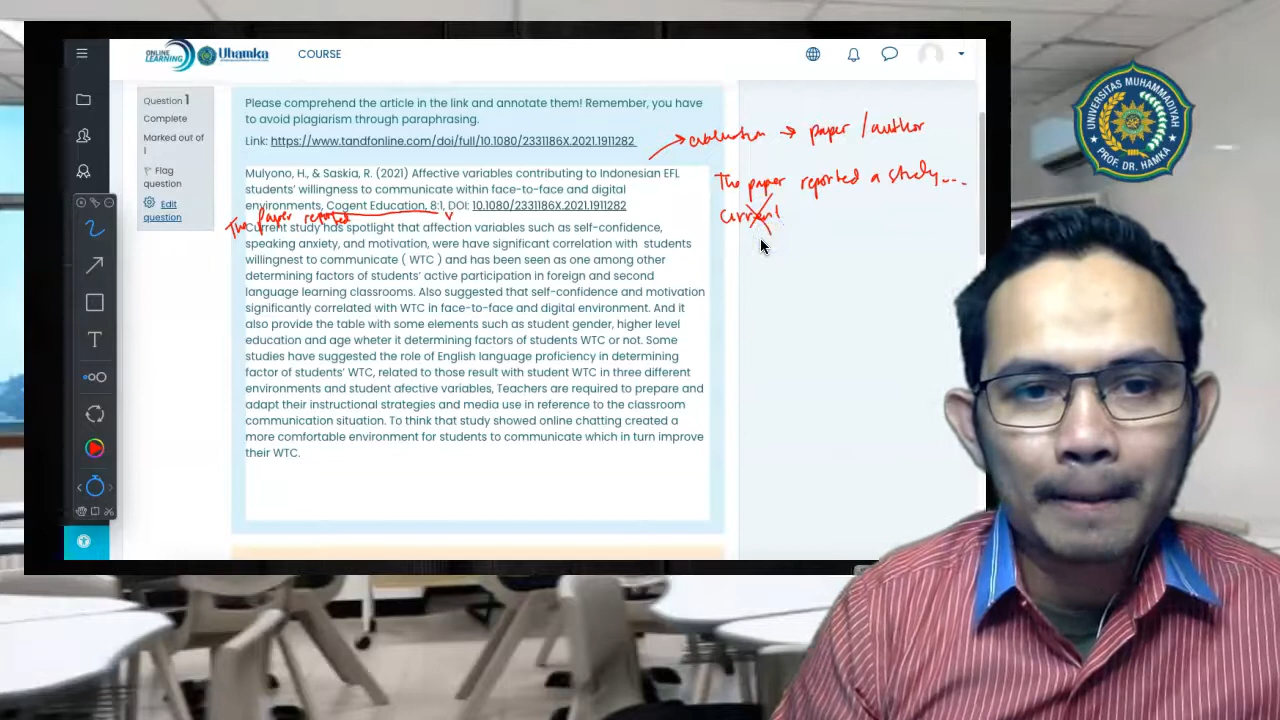 ONLINE LEARNING Uhamka COURSE
Question 1
Complete
Marked out of
1
Flag
question
Edit
question
Please comprehend the article in the link and annotate them! Remember, you have
to avoid plagiarism through paraphrasing.
Link: https://www.tandfonline.com/doi/full/10.1080/2331186X.2021.1911282
evaluation → paper / author
Mulyono, H., & Saskia, R. (2021) Affective variables contributing to Indonesian EFL
students' willingness to communicate within face-to-face and digital
environments, Cogent Education, 8:1, DOI: 10.1080/2331186X.2021.1911282
The paper reported a study...
current
The paper reported
Current study has spotlight that affection variables such as self-confidence,
speaking anxiety, and motivation, were have significant correlation with students
willingnest to communicate ( WTC ) and has been seen as one among other
determining factors of students' active participation in foreign and second
language learning classrooms. Also suggested that self-confidence and motivation
significantly correlated with WTC in face-to-face and digital environment. And it
also provide the table with some elements such as student gender, higher level
education and age wheter it determining factors of students WTC or not. Some
studies have suggested the role of English language proficiency in determining
factor of students' WTC, related to those result with student WTC in three different
environments and student afective variables, Teachers are required to prepare and
adapt their instructional strategies and media use in reference to the classroom
communication situation. To think that study showed online chatting created a
more comfortable environment for students to communicate which in turn improve
their WTC.
T
UNIVERSITAS MUHAMMADIYAH
PROF. DR. HAMKA